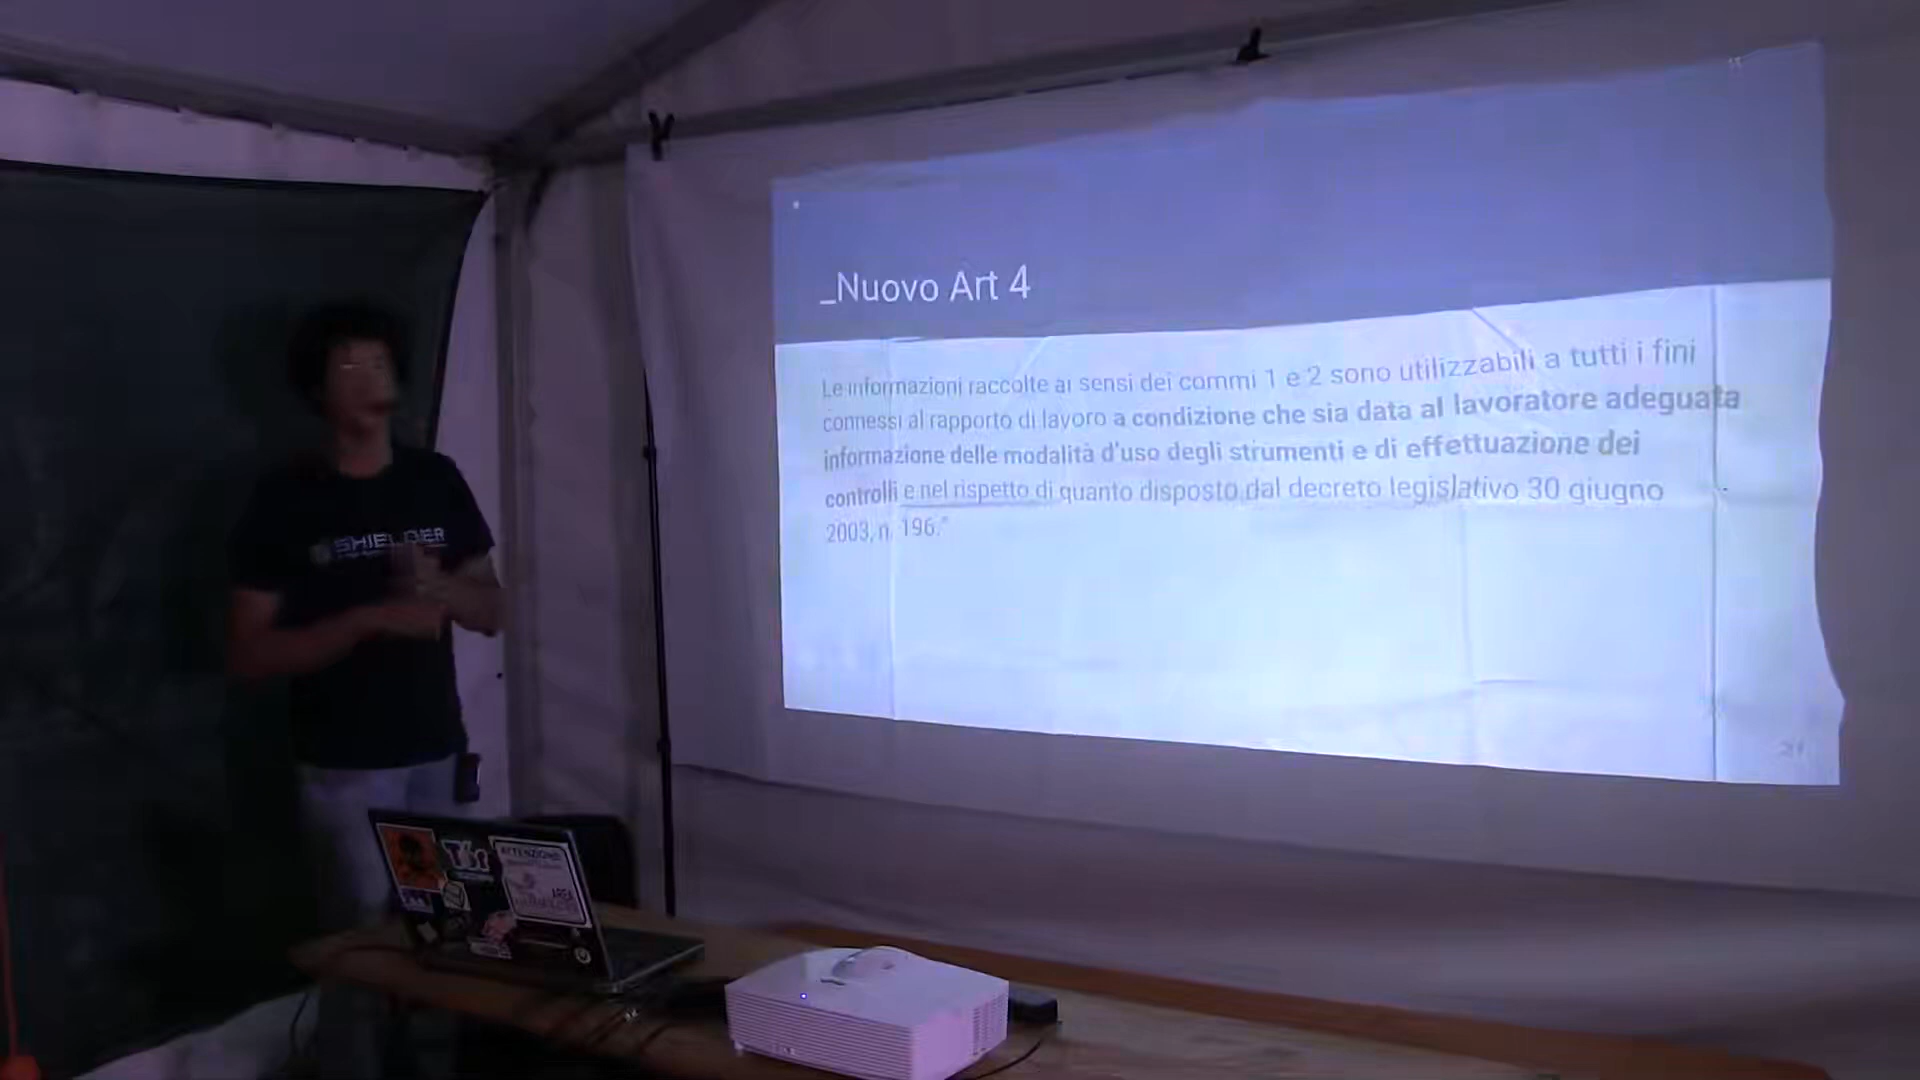 _Nuovo Art 4
Le informazioni raccolte ai sensi dei commi 1 e 2 sono utilizzabili a tutti i fini
connessi al rapporto di lavoro a condizione che sia data al lavoratore adeguata
informazione delle modalità d'uso degli strumenti e di effettuazione dei
controlli e nel rispetto di quanto disposto dal decreto legislativo 30 giugno
2003, n. 196."
SHIELDER
Tor
ATTENZIONE
AREA